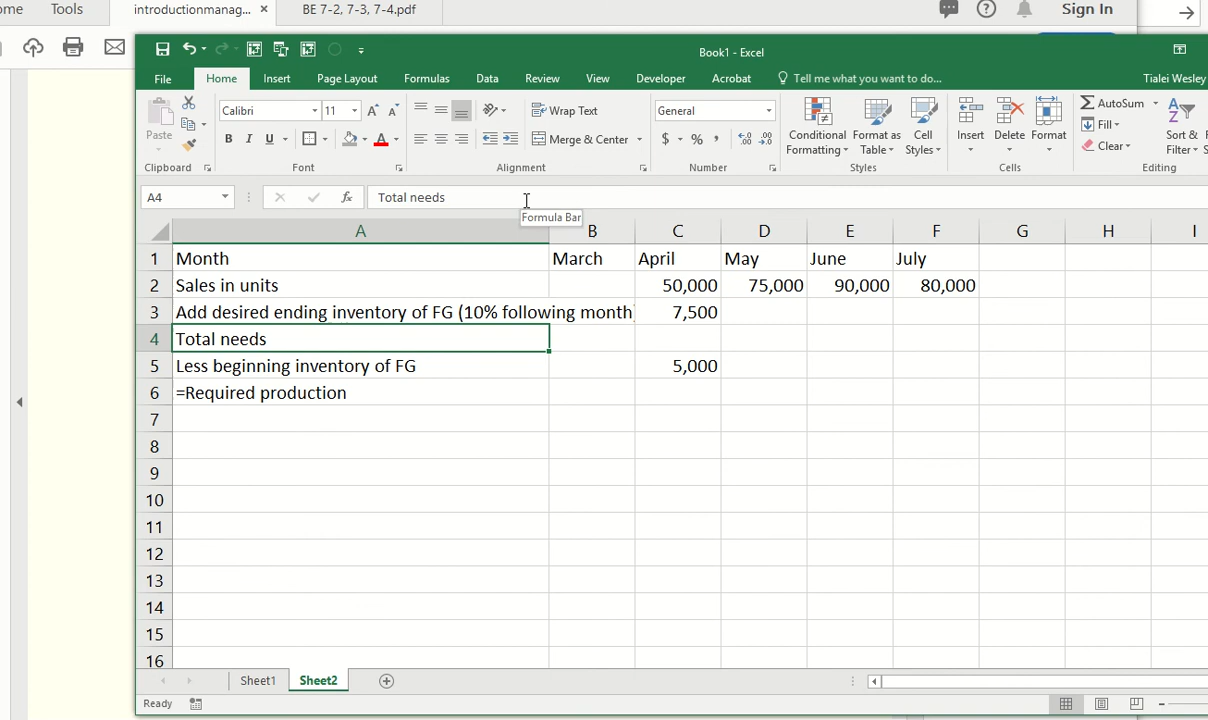 ome Tools introductionmanag... × BE 7-2, 7-3, 7-4.pdf Sign In
Book1 - Excel
File Home Insert Page Layout Formulas Data Review View Developer Acrobat Tell me what you want to do... Tialei Wesley
Calibri 11 Wrap Text General AutoSum
Paste B I U A Merge & Center $ % , Conditional Formatting Format as Table Cell Styles Insert Delete Format Fill Clear Sort & Filter
Clipboard Font Alignment Number Styles Cells Editing
A4 fx Total needs
Formula Bar
A B C D E F G H I
1 Month March April May June July
2 Sales in units 50,000 75,000 90,000 80,000
3 Add desired ending inventory of FG (10% following month) 7,500
4 Total needs
5 Less beginning inventory of FG 5,000
6 =Required production
7
8
9
10
11
12
13
14
15
16
Sheet1 Sheet2
Ready